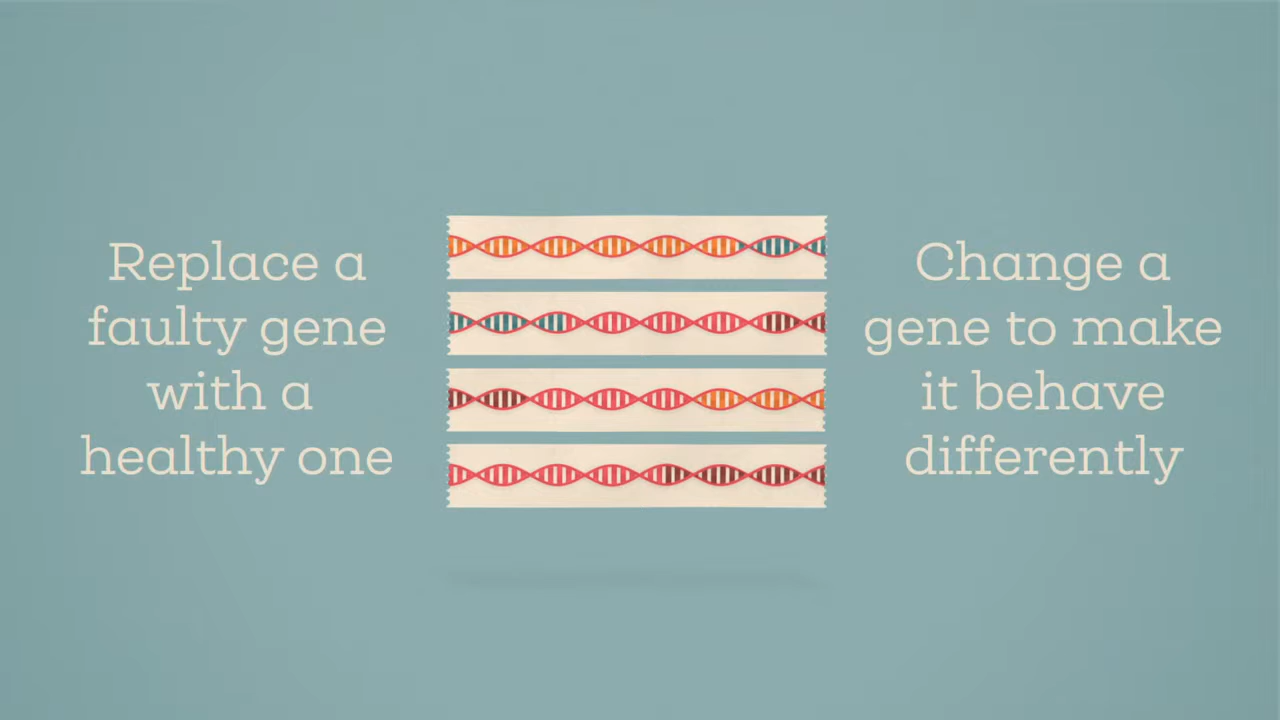 Replace a
faulty gene
with a
healthy one
Change a
gene to make
it behave
differently